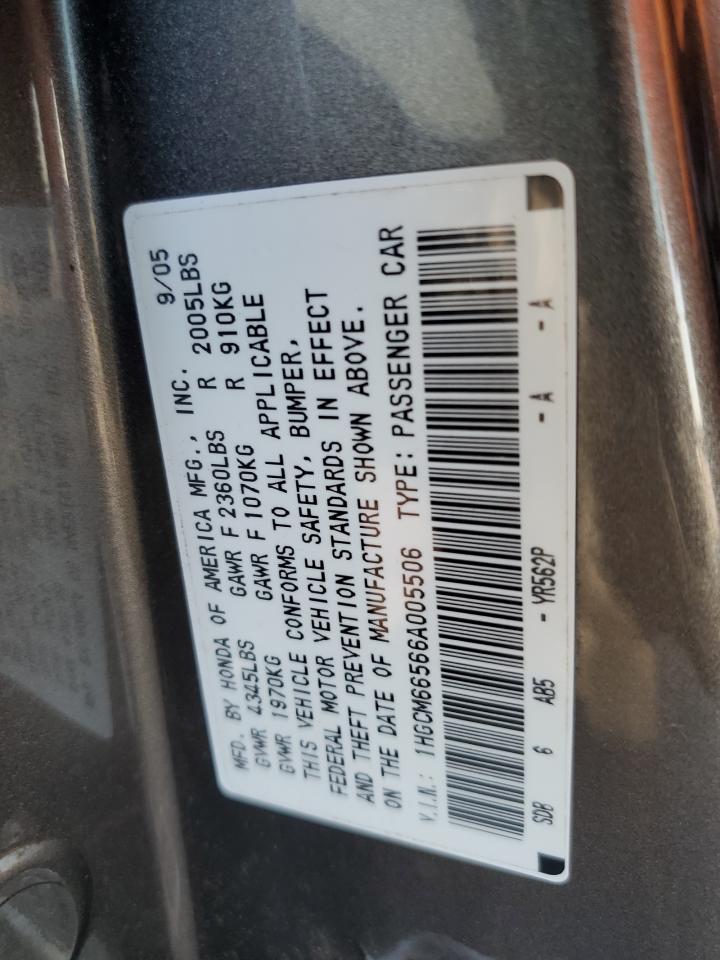 MFD. BY HONDA OF AMERICA MFG., INC. 9/05
GVWR 4345LBS GAWR F 2360LBS R 2005LBS
GVWR 1970KG GAWR F 1070KG R 910KG
THIS VEHICLE CONFORMS TO ALL APPLICABLE
FEDERAL MOTOR VEHICLE SAFETY, BUMPER,
AND THEFT PREVENTION STANDARDS IN EFFECT
ON THE DATE OF MANUFACTURE SHOWN ABOVE.
V.I.N.: 1HGCM66566A005506 TYPE: PASSENGER CAR
SDB 6 AB5 - YR562P - A - A